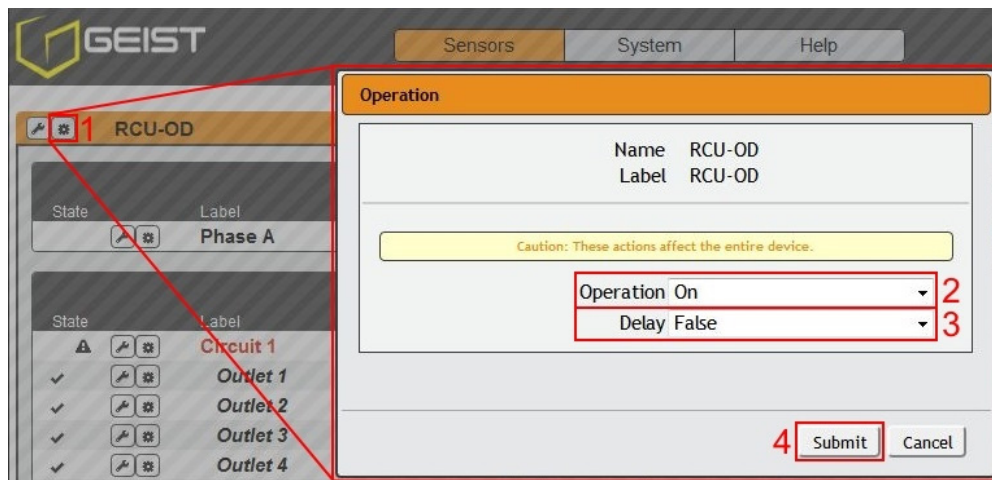 GEIST
Sensors System Help
1 RCU-OD
State Label
Phase A
State Label
Circuit 1
Outlet 1
Outlet 2
Outlet 3
Outlet 4
Operation
Name RCU-OD
Label RCU-OD
Caution: These actions affect the entire device.
Operation On 2
Delay False 3
4 Submit Cancel